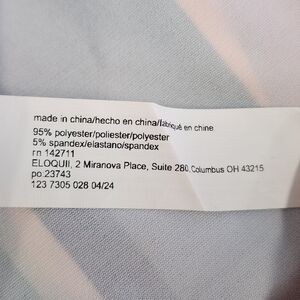 made in china/hecho en china/fabriqué en chine
95% polyester/poliester/polyester
5% spandex/elastano/spandex
rn 142711
ELOQUII, 2 Miranova Place, Suite 280, Columbus OH 43215
po:23743
123 7305 028 04/24